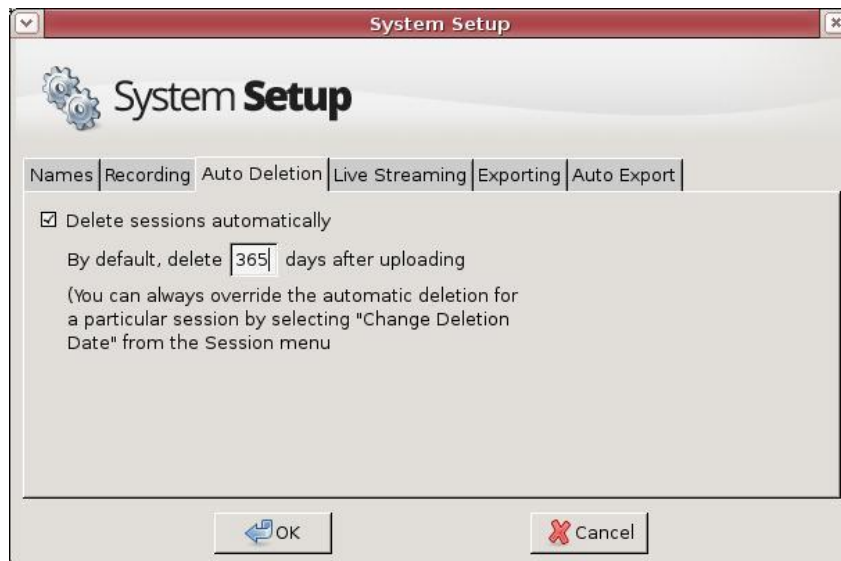 System Setup
System Setup
Names Recording Auto Deletion Live Streaming Exporting Auto Export
Delete sessions automatically
By default, delete 365 days after uploading
(You can always override the automatic deletion for
a particular session by selecting "Change Deletion
Date" from the Session menu
OK Cancel